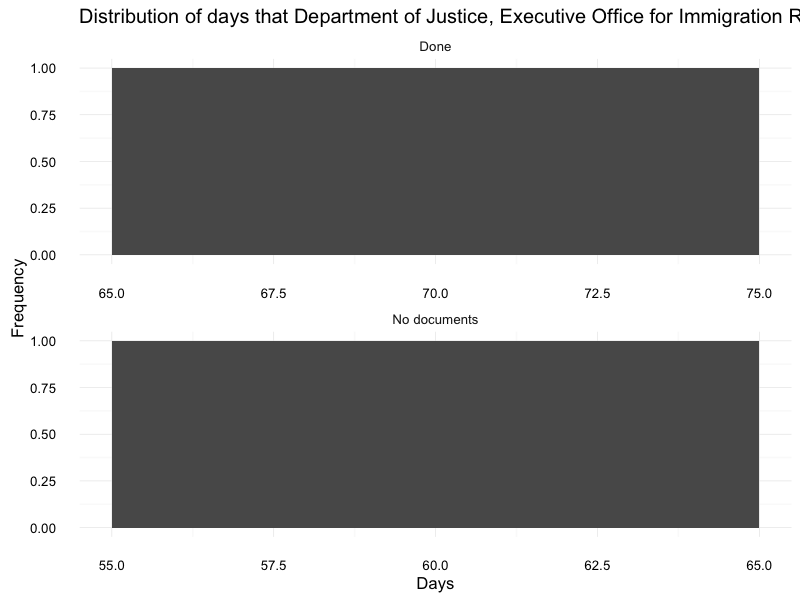 Distribution of days that Department of Justice, Executive Office for Immigration R
Done
1.00
0.75
0.50
0.25
0.00
65.0 67.5 70.0 72.5 75.0
Frequency
No documents
1.00
0.75
0.50
0.25
0.00
55.0 57.5 60.0 62.5 65.0
Days